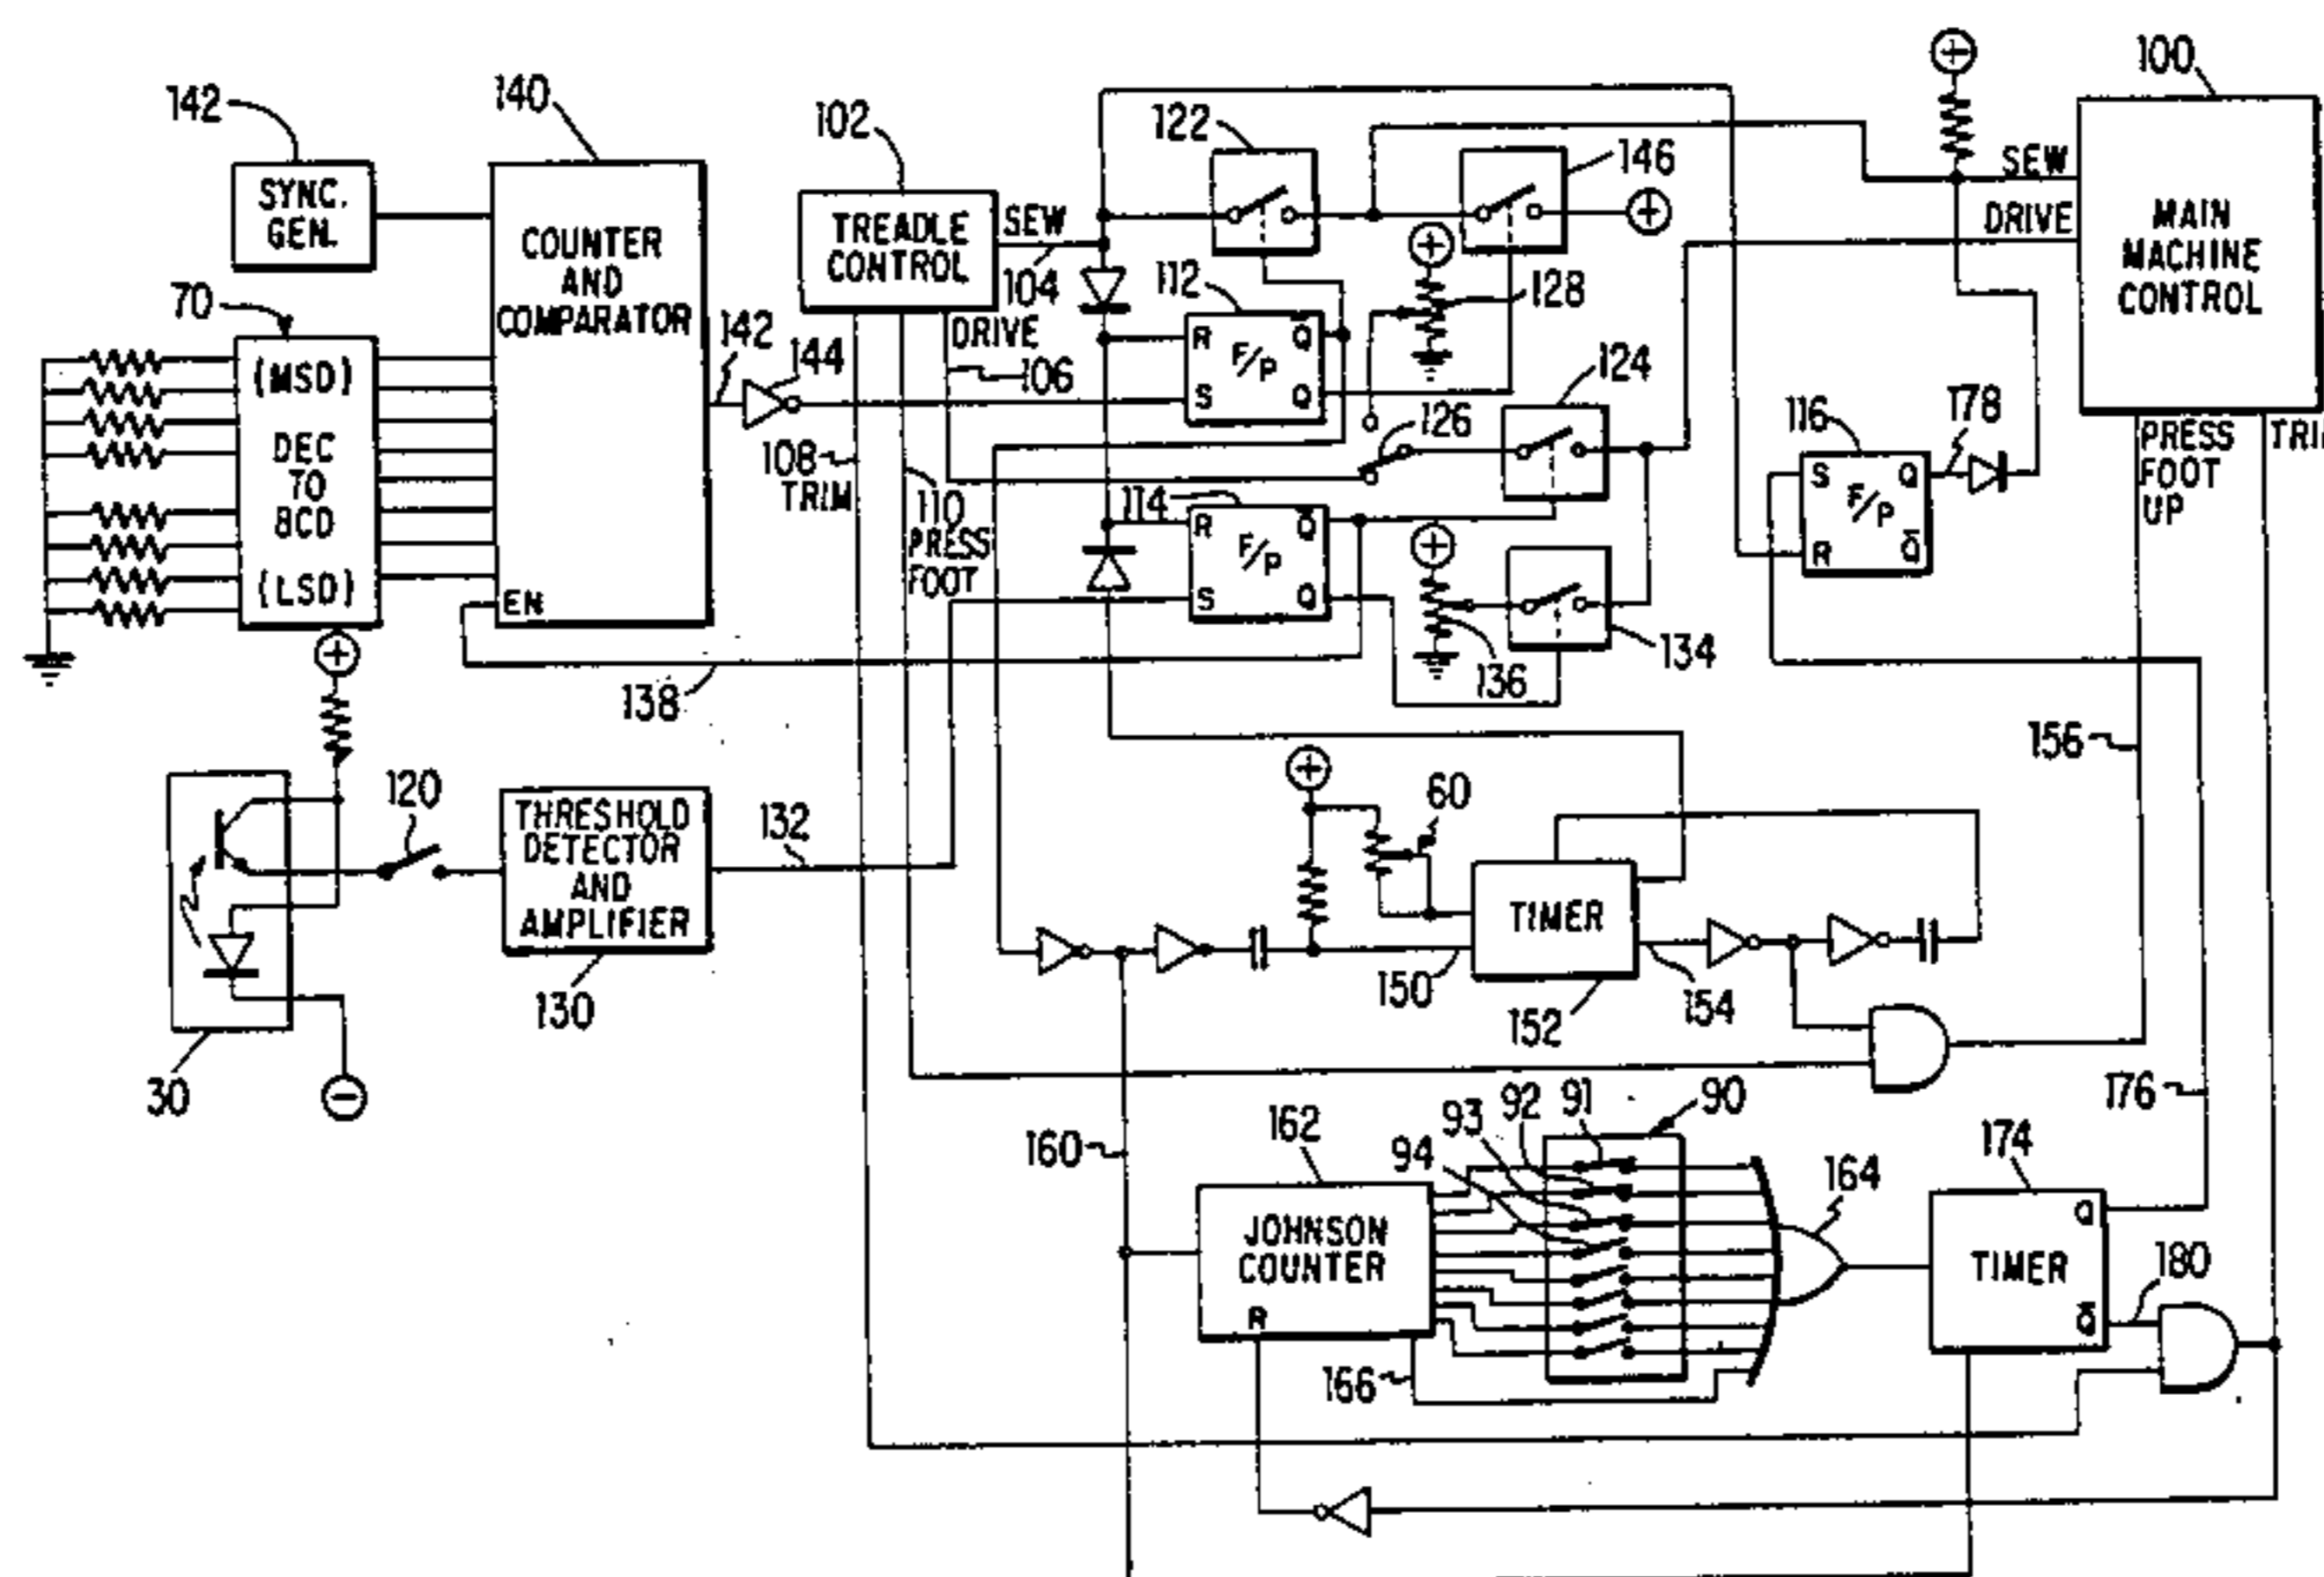 142
SYNC.
GEN.
140
COUNTER
AND
COMPARATOR
EN
70
(MSD)
DEC
TO
BCD
(LSD)
+
102
TREADLE
CONTROL
SEW
104
DRIVE
106
142
144
108
TRIM
110
PRESS
FOOT
138
122
146
+
+
128
112
R
S
F/P
Q̅
Q
126
124
114
R
S
F/P
Q̅
Q
+
136
134
+
100
SEW
DRIVE
MAIN
MACHINE
CONTROL
PRESS
FOOT
UP
116
S
R
F/P
Q
Q̅
178
156
30
−
120
THRESHOLD
DETECTOR
AND
AMPLIFIER
130
132
+
60
TIMER
150
152
154
176
160
162
JOHNSON
COUNTER
R
166
94
93
92
91
90
164
174
TIMER
Q
Q̅
180